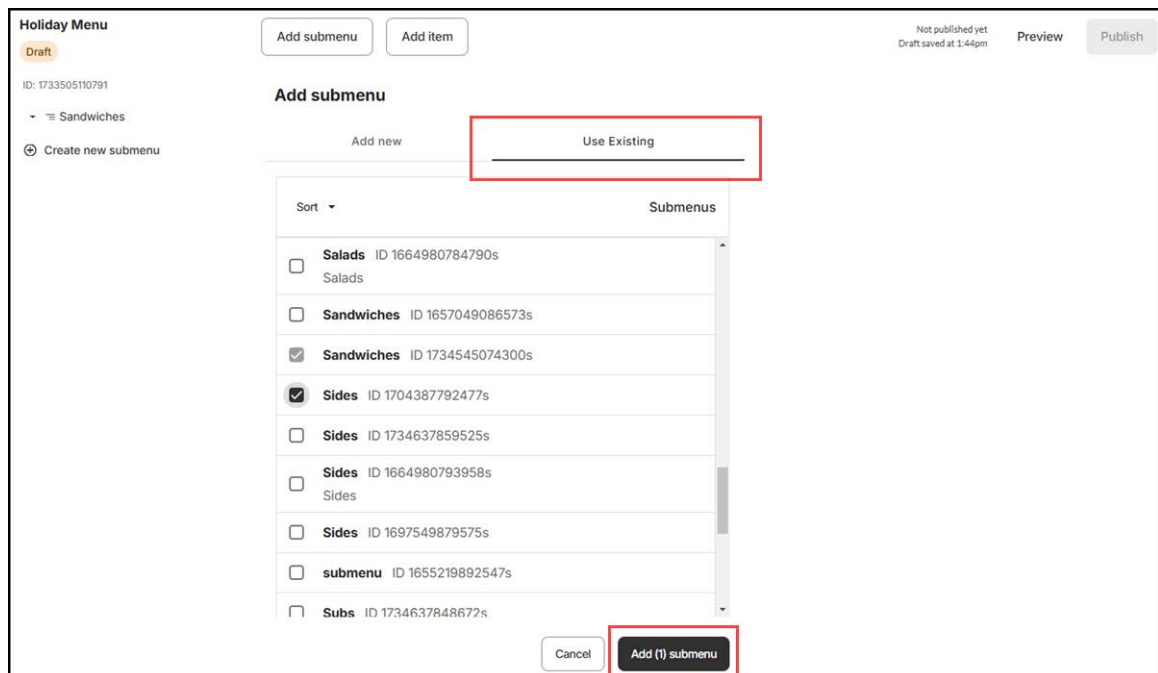 Holiday Menu
Draft
ID: 1733505110791
Sandwiches
Create new submenu
Add submenu
Add item
Not published yet
Draft saved at 1:44pm
Preview
Publish
Add submenu
Add new
Use Existing
Sort
Submenus
Salads ID 1664980784790s
Salads
Sandwiches ID 1657049086573s
Sandwiches ID 1734545074300s
Sides ID 1704387792477s
Sides ID 1734637859525s
Sides ID 1664980793958s
Sides
Sides ID 1697549879575s
submenu ID 1655219892547s
Subs ID 1734637848672s
Cancel
Add (1) submenu